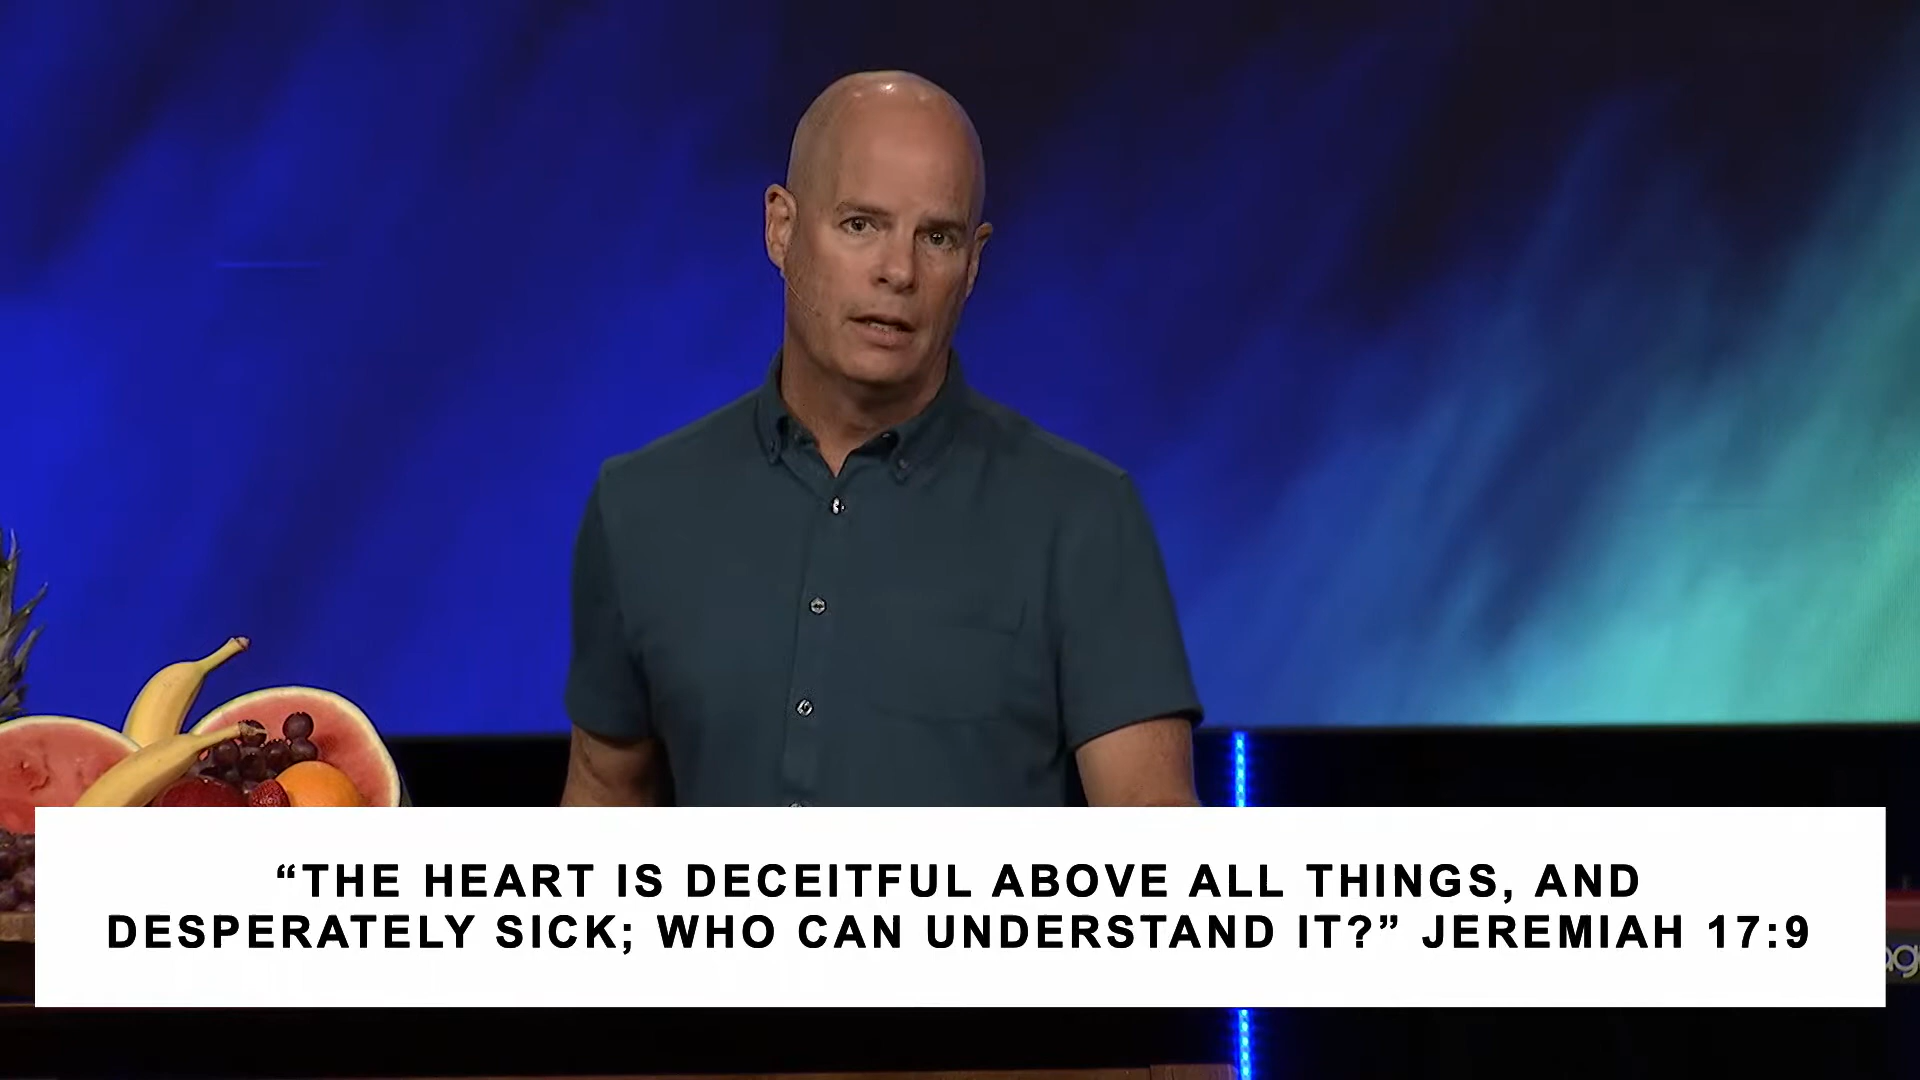 “THE HEART IS DECEITFUL ABOVE ALL THINGS, AND
DESPERATELY SICK; WHO CAN UNDERSTAND IT?” JEREMIAH 17:9